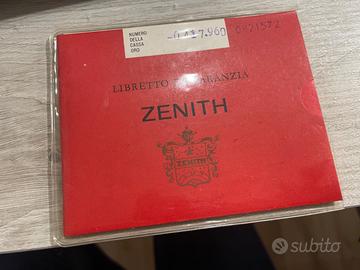 NUMERO
DELLA
CASSA
ORO
LIBRETTO GARANZIA
ZENITH
ZENITH
subito